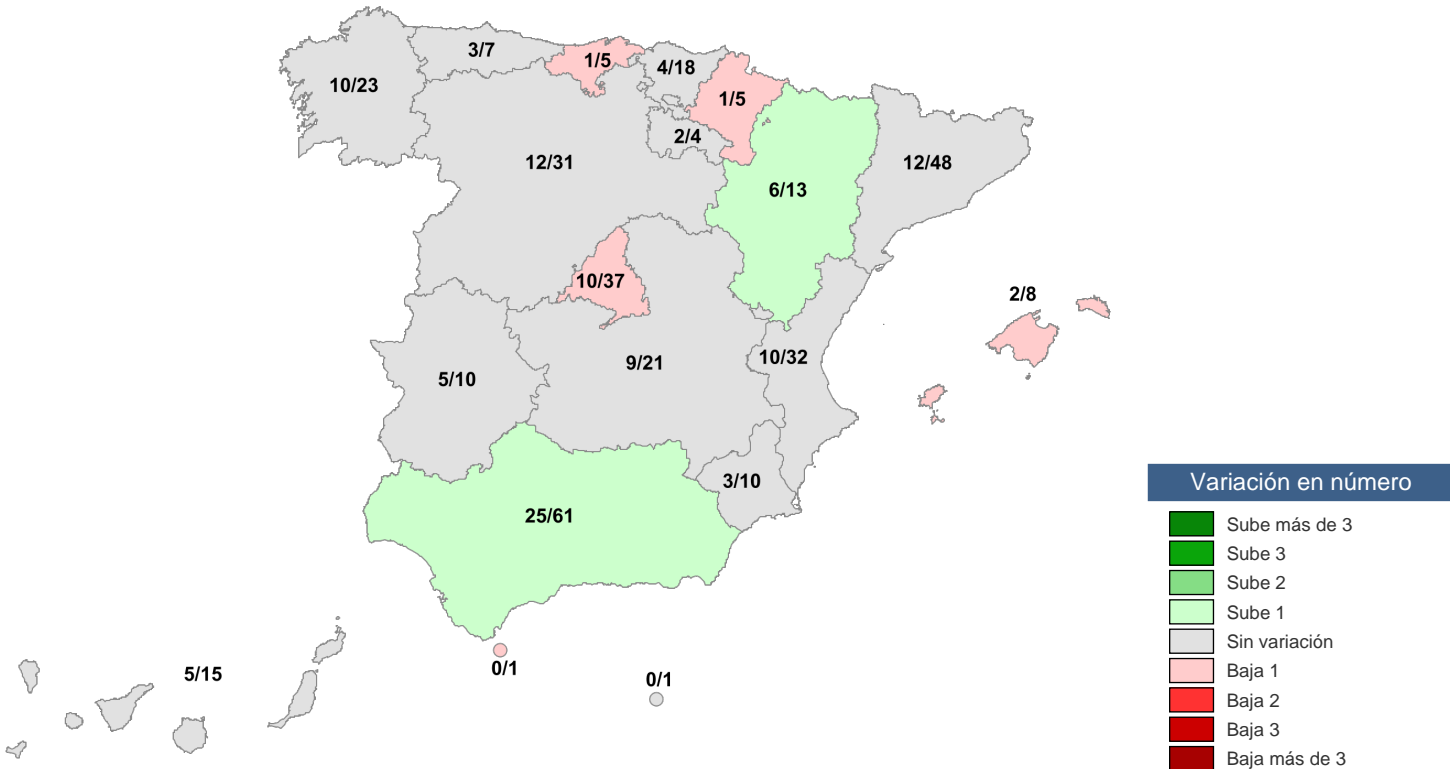 3/7
1/5
4/18
10/23
1/5
2/4
12/31
12/48
6/13
10/37
2/8
9/21
10/32
5/10
3/10
25/61
5/15
0/1
0/1
Variación en número
Sube más de 3
Sube 3
Sube 2
Sube 1
Sin variación
Baja 1
Baja 2
Baja 3
Baja más de 3